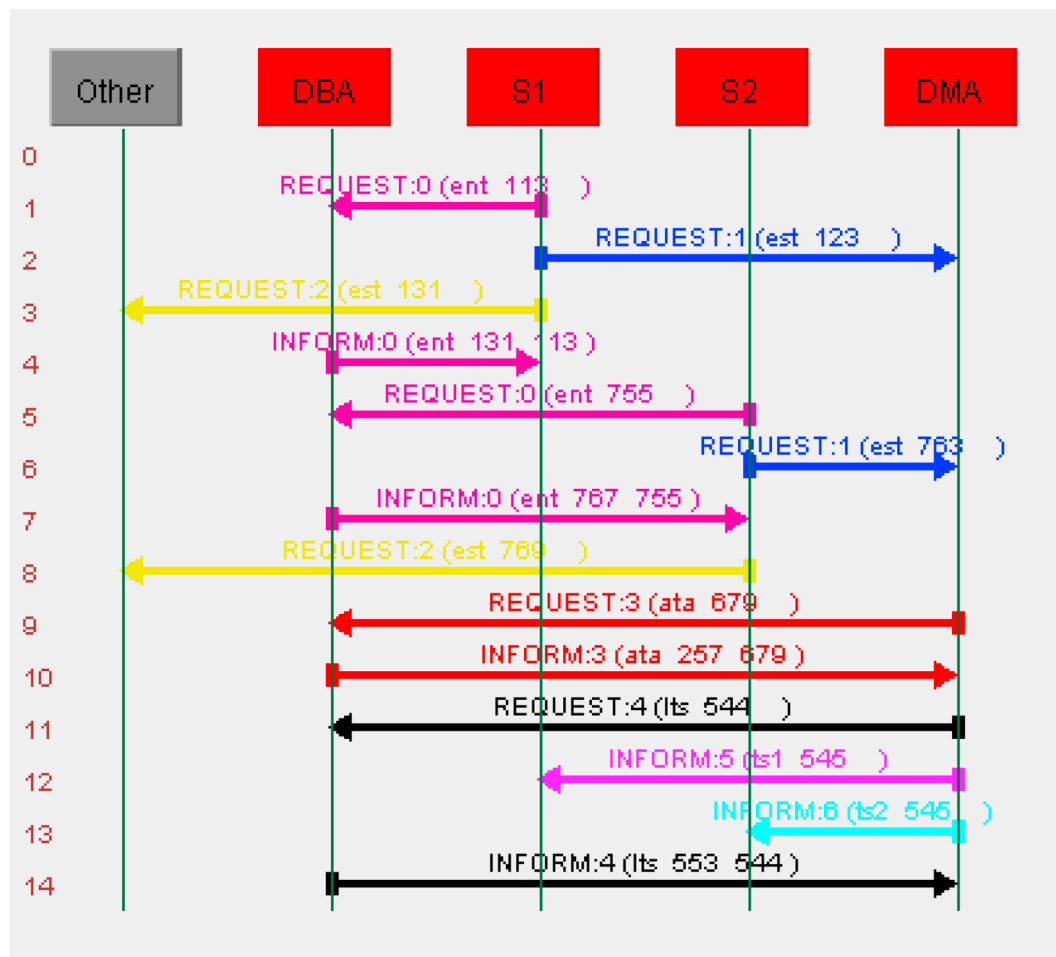 Other DBA S1 S2 DMA
0
REQUEST:0 (ent 113 )
1
REQUEST:1 (est 123 )
2
REQUEST:2 (est 131 )
3
INFORM:0 (ent 131 113 )
4
REQUEST:0 (ent 755 )
5
REQUEST:1 (est 763 )
6
INFORM:0 (ent 767 755 )
7
REQUEST:2 (est 769 )
8
REQUEST:3 (ata 679 )
9
INFORM:3 (ata 257 679 )
10
REQUEST:4 (lts 544 )
11
INFORM:5 (ts1 545 )
12
INFORM:6 (ts2 545 )
13
INFORM:4 (lts 553 544 )
14